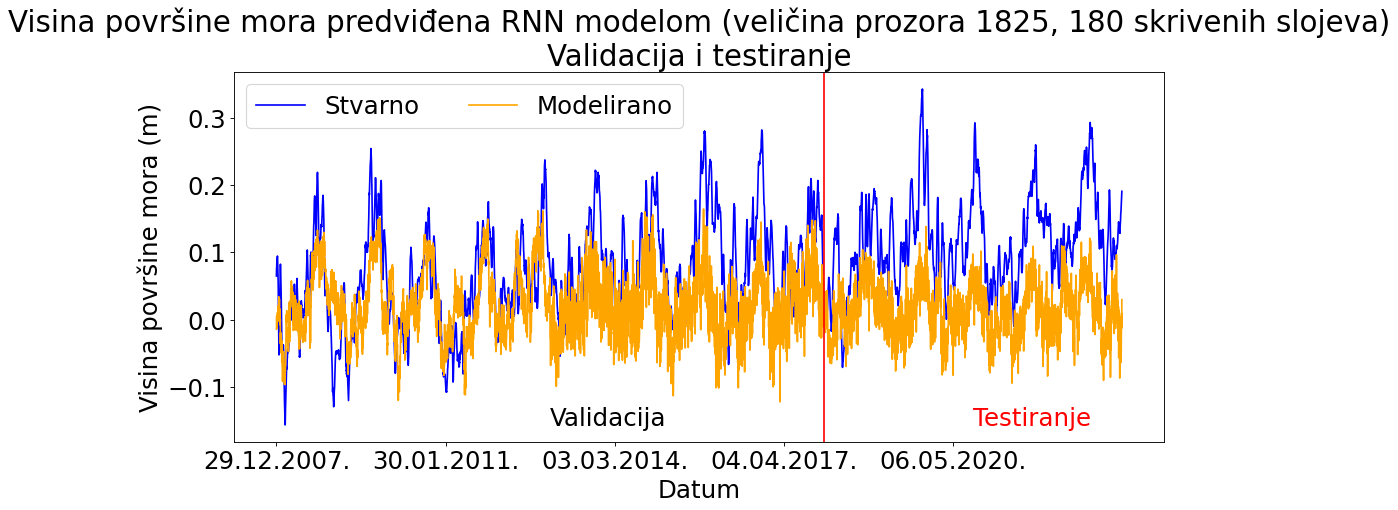 Visina površine mora predviđena RNN modelom (veličina prozora 1825, 180 skrivenih slojeva)
Validacija i testiranje
Stvarno
Modelirano
Visina površine mora (m)
0.3
0.2
0.1
0.0
−0.1
Validacija
Testiranje
29.12.2007.
30.01.2011.
03.03.2014.
04.04.2017.
06.05.2020.
Datum